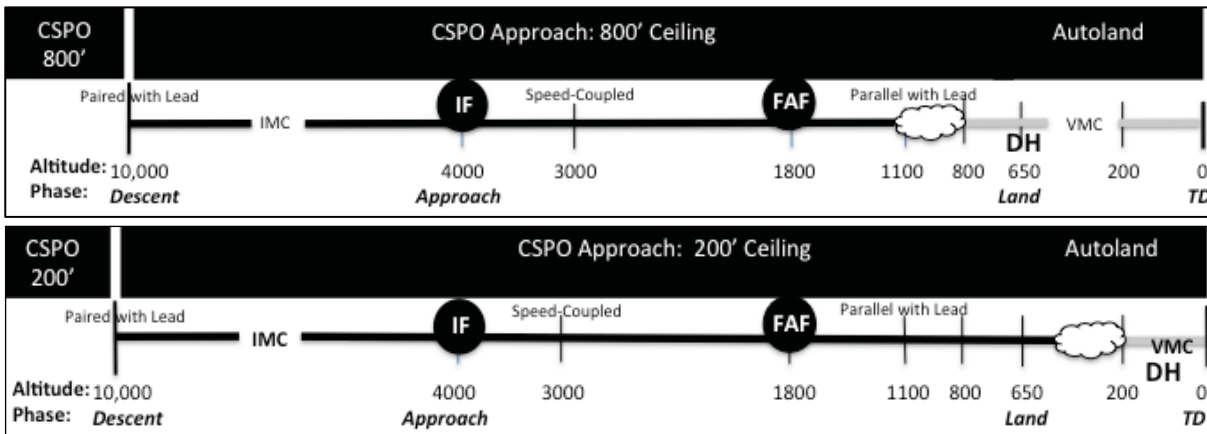 CSPO
800'
CSPO Approach: 800' Ceiling
Autoland
Paired with Lead
IMC
IF
Speed-Coupled
FAF
Parallel with Lead
DH
VMC
Altitude: 10,000 4000 3000 1800 1100 800 650 200 0
Phase: Descent Approach Land TD
CSPO
200'
CSPO Approach: 200' Ceiling
Autoland
Paired with Lead
IMC
IF
Speed-Coupled
FAF
Parallel with Lead
VMC
DH
Altitude: 10,000 4000 3000 1800 1100 800 650 200 0
Phase: Descent Approach Land TD